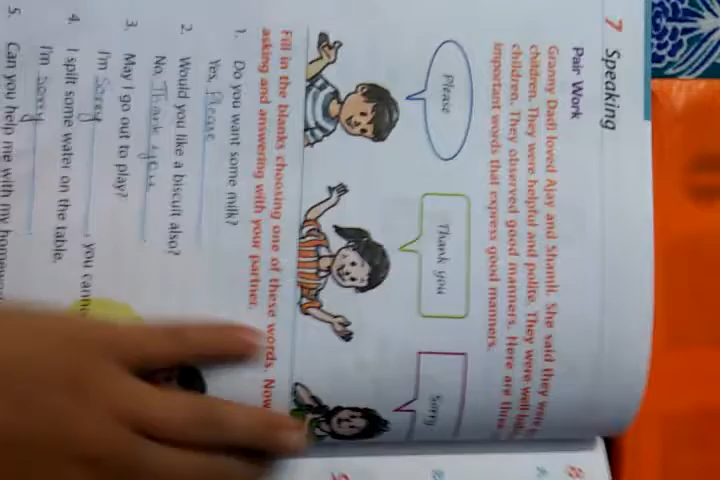 7 Speaking
Pair Work
Granny Dadi loved Ajay and Shamli. She said they were
children. They were helpful and polite. They were well
children. They observed good manners. Here are three
important words that express good manners.
Please
Thank you
Sorry
Fill in the blanks choosing one of these words. Now
asking and answering with your partner.
1. Do you want some milk?
Yes, Please
2. Would you like a biscuit also?
No, Thank you.
3. May I go out to play?
I'm Sorry, you
4. I spilt some water on the table.
I'm Sorry
5. Can you help me with my